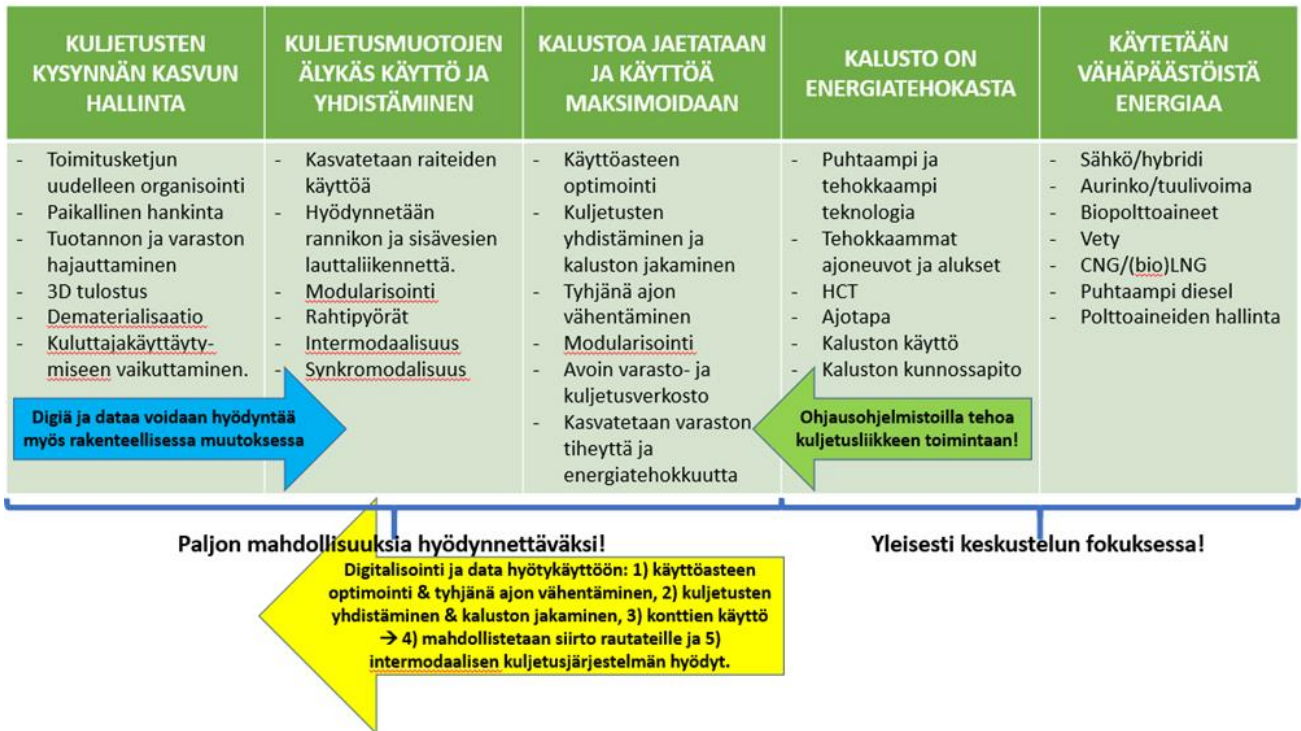 KULJETUSTEN
KYSYNNÄN KASVUN
HALLINTA
KULJETUSMUOTOJEN
ÄLYKÄS KÄYTTÖ JA
YHDISTÄMINEN
KALUSTOA JAETATAAN
JA KÄYTTÖÄ
MAKSIMOIDAAN
KALUSTO ON
ENERGIATEHOKASTA
KÄYTETÄÄN
VÄHÄPÄÄSTÖISTÄ
ENERGIAA
- Toimitusketjun
uudelleen organisointi
- Paikallinen hankinta
- Tuotannon ja varaston
hajauttaminen
- 3D tulostus
- Dematerialisaatio
- Kuluttajakäyttäyty-
miseen vaikuttaminen.
- Kasvatetaan raiteiden
käyttöä
- Hyödynnetään
rannikon ja sisävesien
lauttaliikennettä.
- Modularisointi
- Rahtipyörät
- Intermodaalisuus
- Synkromodalisuus
- Käyttöasteen
optimointi
- Kuljetusten
yhdistäminen ja
kaluston jakaminen
- Tyhjänä ajon
vähentäminen
- Modularisointi
- Avoin varasto- ja
kuljetusverkosto
- Kasvatetaan varaston
tiheyttä ja
energiatehokkuutta
- Puhtaampi ja
tehokkaampi
teknologia
- Tehokkaammat
ajoneuvot ja alukset
- HCT
- Ajotapa
- Kaluston käyttö
- Kaluston kunnossapito
- Sähkö/hybridi
- Aurinko/tuulivoima
- Biopolttoaineet
- Vety
- CNG/(bio)LNG
- Puhtaampi diesel
- Polttoaineiden hallinta
Digiä ja dataa voidaan hyödyntää
myös rakenteellisessa muutoksessa
Ohjausohjelmistoilla tehoa
kuljetusliikkeen toimintaan!
Paljon mahdollisuuksia hyödynnettäväksi!
Yleisesti keskustelun fokuksessa!
Digitalisointi ja data hyötykäyttöön: 1) käyttöasteen
optimointi & tyhjänä ajon vähentäminen, 2) kuljetusten
yhdistäminen & kaluston jakaminen, 3) konttien käyttö
→ 4) mahdollistetaan siirto rautateille ja 5)
intermodaalisen kuljetusjärjestelmän hyödyt.